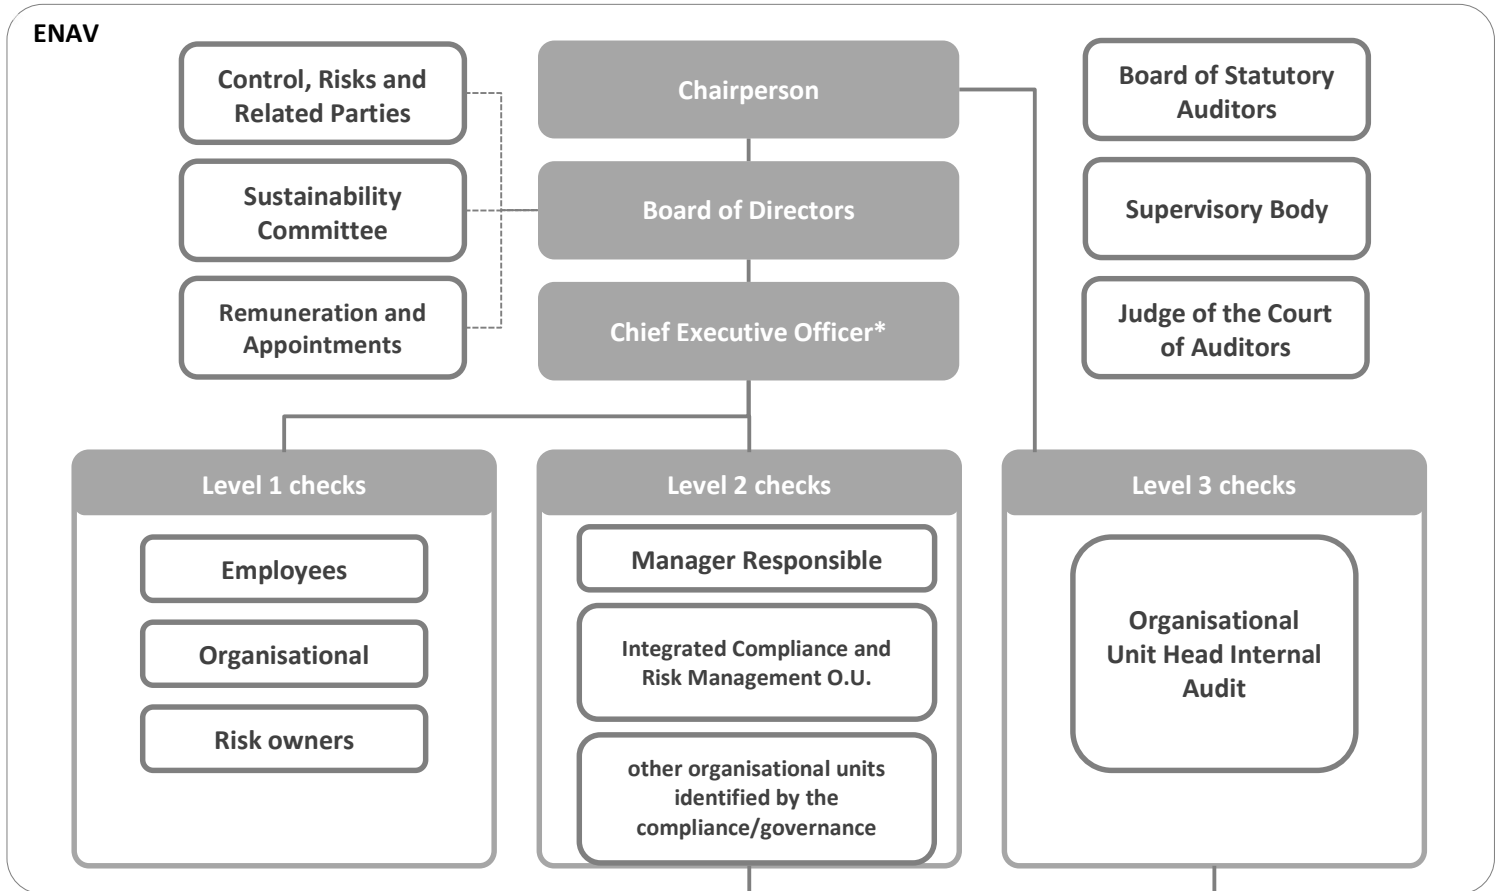 ENAV
Control, Risks and
Related Parties
Sustainability
Committee
Remuneration and
Appointments
Chairperson
Board of Directors
Chief Executive Officer*
Board of Statutory
Auditors
Supervisory Body
Judge of the Court
of Auditors
Level 1 checks
Employees
Organisational
Risk owners
Level 2 checks
Manager Responsible
Integrated Compliance and
Risk Management O.U.
other organisational units
identified by the
compliance/governance
Level 3 checks
Organisational
Unit Head Internal
Audit